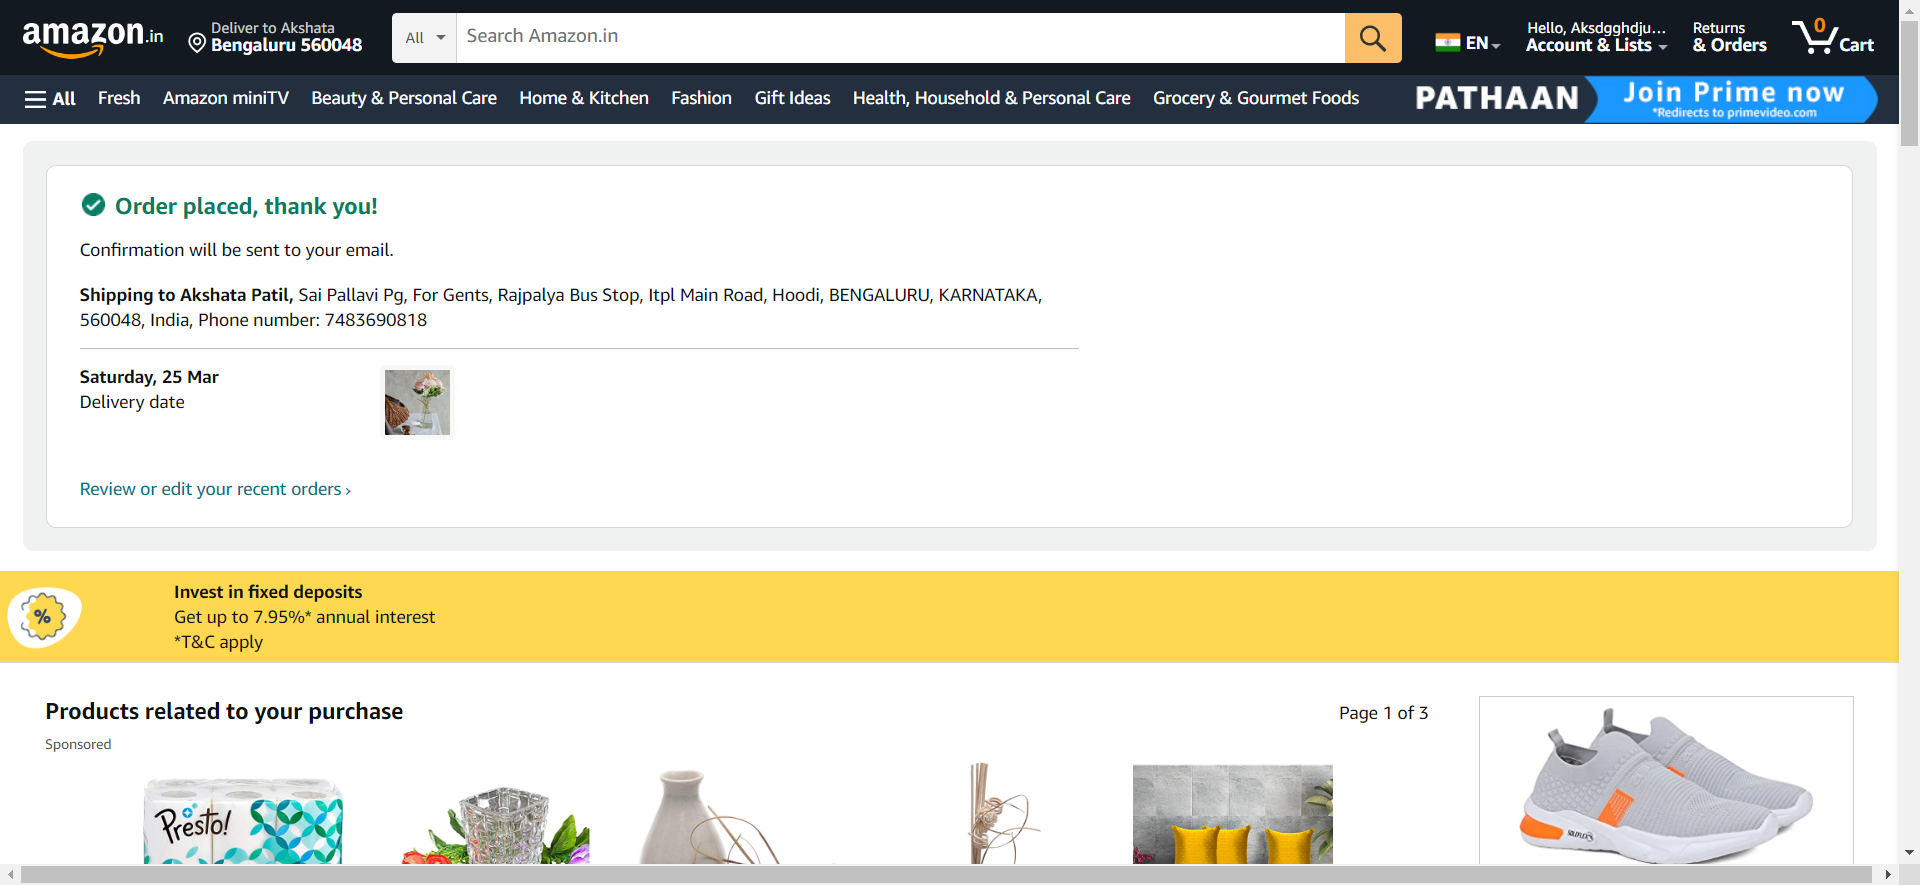 amazon.in
Deliver to Akshata
Bengaluru 560048
All
Search Amazon.in
EN
Hello, Aksdgghdju...
Account & Lists
Returns
& Orders
0
Cart
All
Fresh
Amazon miniTV
Beauty & Personal Care
Home & Kitchen
Fashion
Gift Ideas
Health, Household & Personal Care
Grocery & Gourmet Foods
PATHAAN
Join Prime now
*Redirects to primevideo.com
Order placed, thank you!
Confirmation will be sent to your email.
Shipping to Akshata Patil, Sai Pallavi Pg, For Gents, Rajpalya Bus Stop, Itpl Main Road, Hoodi, BENGALURU, KARNATAKA,
560048, India, Phone number: 7483690818
Saturday, 25 Mar
Delivery date
Review or edit your recent orders ›
%
Invest in fixed deposits
Get up to 7.95%* annual interest
*T&C apply
Products related to your purchase
Page 1 of 3
Sponsored
Presto!